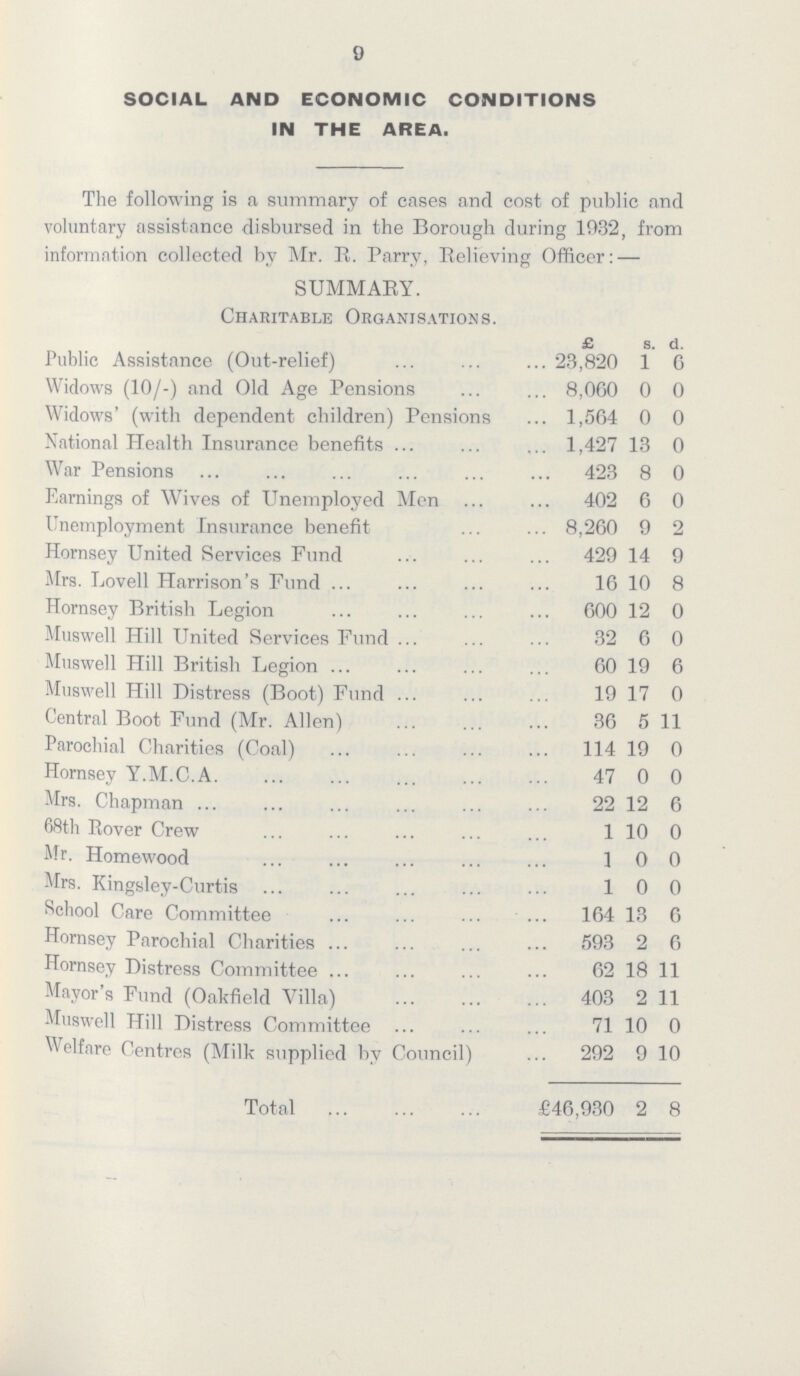 9
SOCIAL AND ECONOMIC CONDITIONS
IN THE AREA.
The following is a summary of cases and cost of public and
voluntary assistance disbursed in the Borough during 1932, from
information collected by Mr. R. Parry, Relieving Officer:—
SUMMARY.
Charitable Organisations.
£ s. d.
Public Assistance (Out-relief) ... ... ... 23,820 1 6
Widows (10/-) and Old Age Pensions ... ... 8,060 0 0
Widows' (with dependent children) Pensions ... 1,564 0 0
National Health Insurance benefits ... ... ... 1,427 13 0
War Pensions ... ... ... ... ... ... 423 8 0
Earnings of Wives of Unemployed Men ... ... 402 6 0
Unemployment Insurance benefit ... ... 8,260 9 2
Hornsey United Services Fund ... ... ... 429 14 9
Mrs. Lovell Harrison's Fund ... ... ... ... 16 10 8
Hornsey British Legion ... ... ... ... 600 12 0
Muswell Hill United Services Fund ... ... ... 32 6 0
Muswell Hill British Legion ... ... ... ... 60 19 6
Muswell Hill Distress (Boot) Fund ... ... ... 19 17 0
Central Boot Fund (Mr. Allen) ... ... ... 36 5 11
Parochial Charities (Coal) ... ... ... ... 114 19 0
Hornsey Y.M.C.A. ... ... ... ... ... 47 0 0
Mrs. Chapman ... ... ... ... ... ... 22 12 6
68th Rover Crew ... ... ... ... ... 1 10 0
Mr. Homewood ... ... ... ... ... 1 0 0
Mrs. Kingsley-Curtis ... ... ... ... ... 1 0 0
School Care Committee ... ... ... ... 164 13 6
Hornsey Parochial Charities ... ... ... ... 593 2 6
Hornsey Distress Committee ... ... ... ... 62 18 11
Mayor's Fund (Oakfield Villa) ... ... ... 403 2 11
Muswell Hill Distress Committee ... ... ... 71 10 0
Welfare Centres (Milk supplied by Council) ... 292 9 10
Total ... ... ... £46,930 2 8